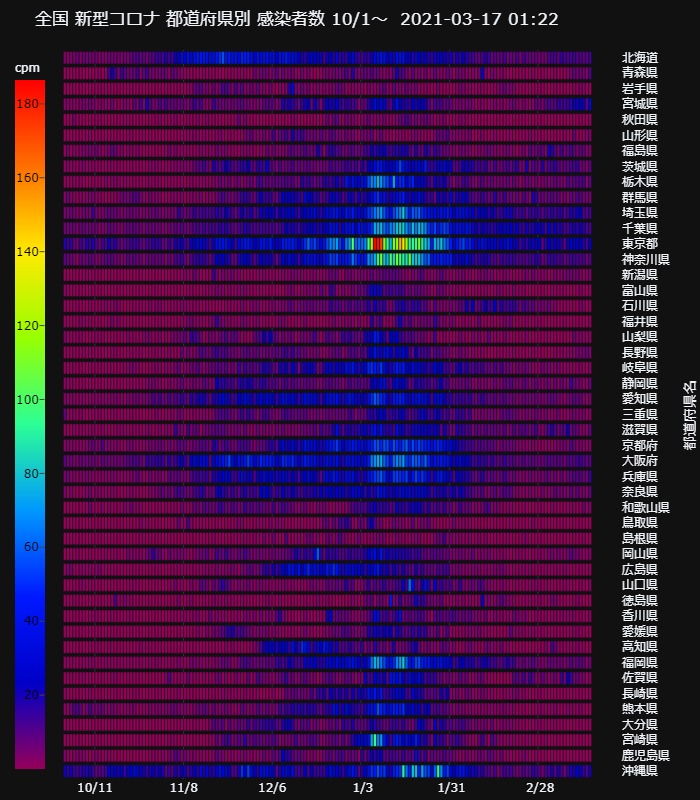 全国 新型コロナ 都道府県別 感染者数 10/1～ 2021-03-17 01:22
cpm
180
160
140
120
100
80
60
40
20
北海道
青森県
岩手県
宮城県
秋田県
山形県
福島県
茨城県
栃木県
群馬県
埼玉県
千葉県
東京都
神奈川県
新潟県
富山県
石川県
福井県
山梨県
長野県
岐阜県
静岡県
愛知県
三重県
滋賀県
京都府
大阪府
兵庫県
奈良県
和歌山県
鳥取県
島根県
岡山県
広島県
山口県
徳島県
香川県
愛媛県
高知県
福岡県
佐賀県
長崎県
熊本県
大分県
宮崎県
鹿児島県
沖縄県
都道府県名
10/11 11/8 12/6 1/3 1/31 2/28